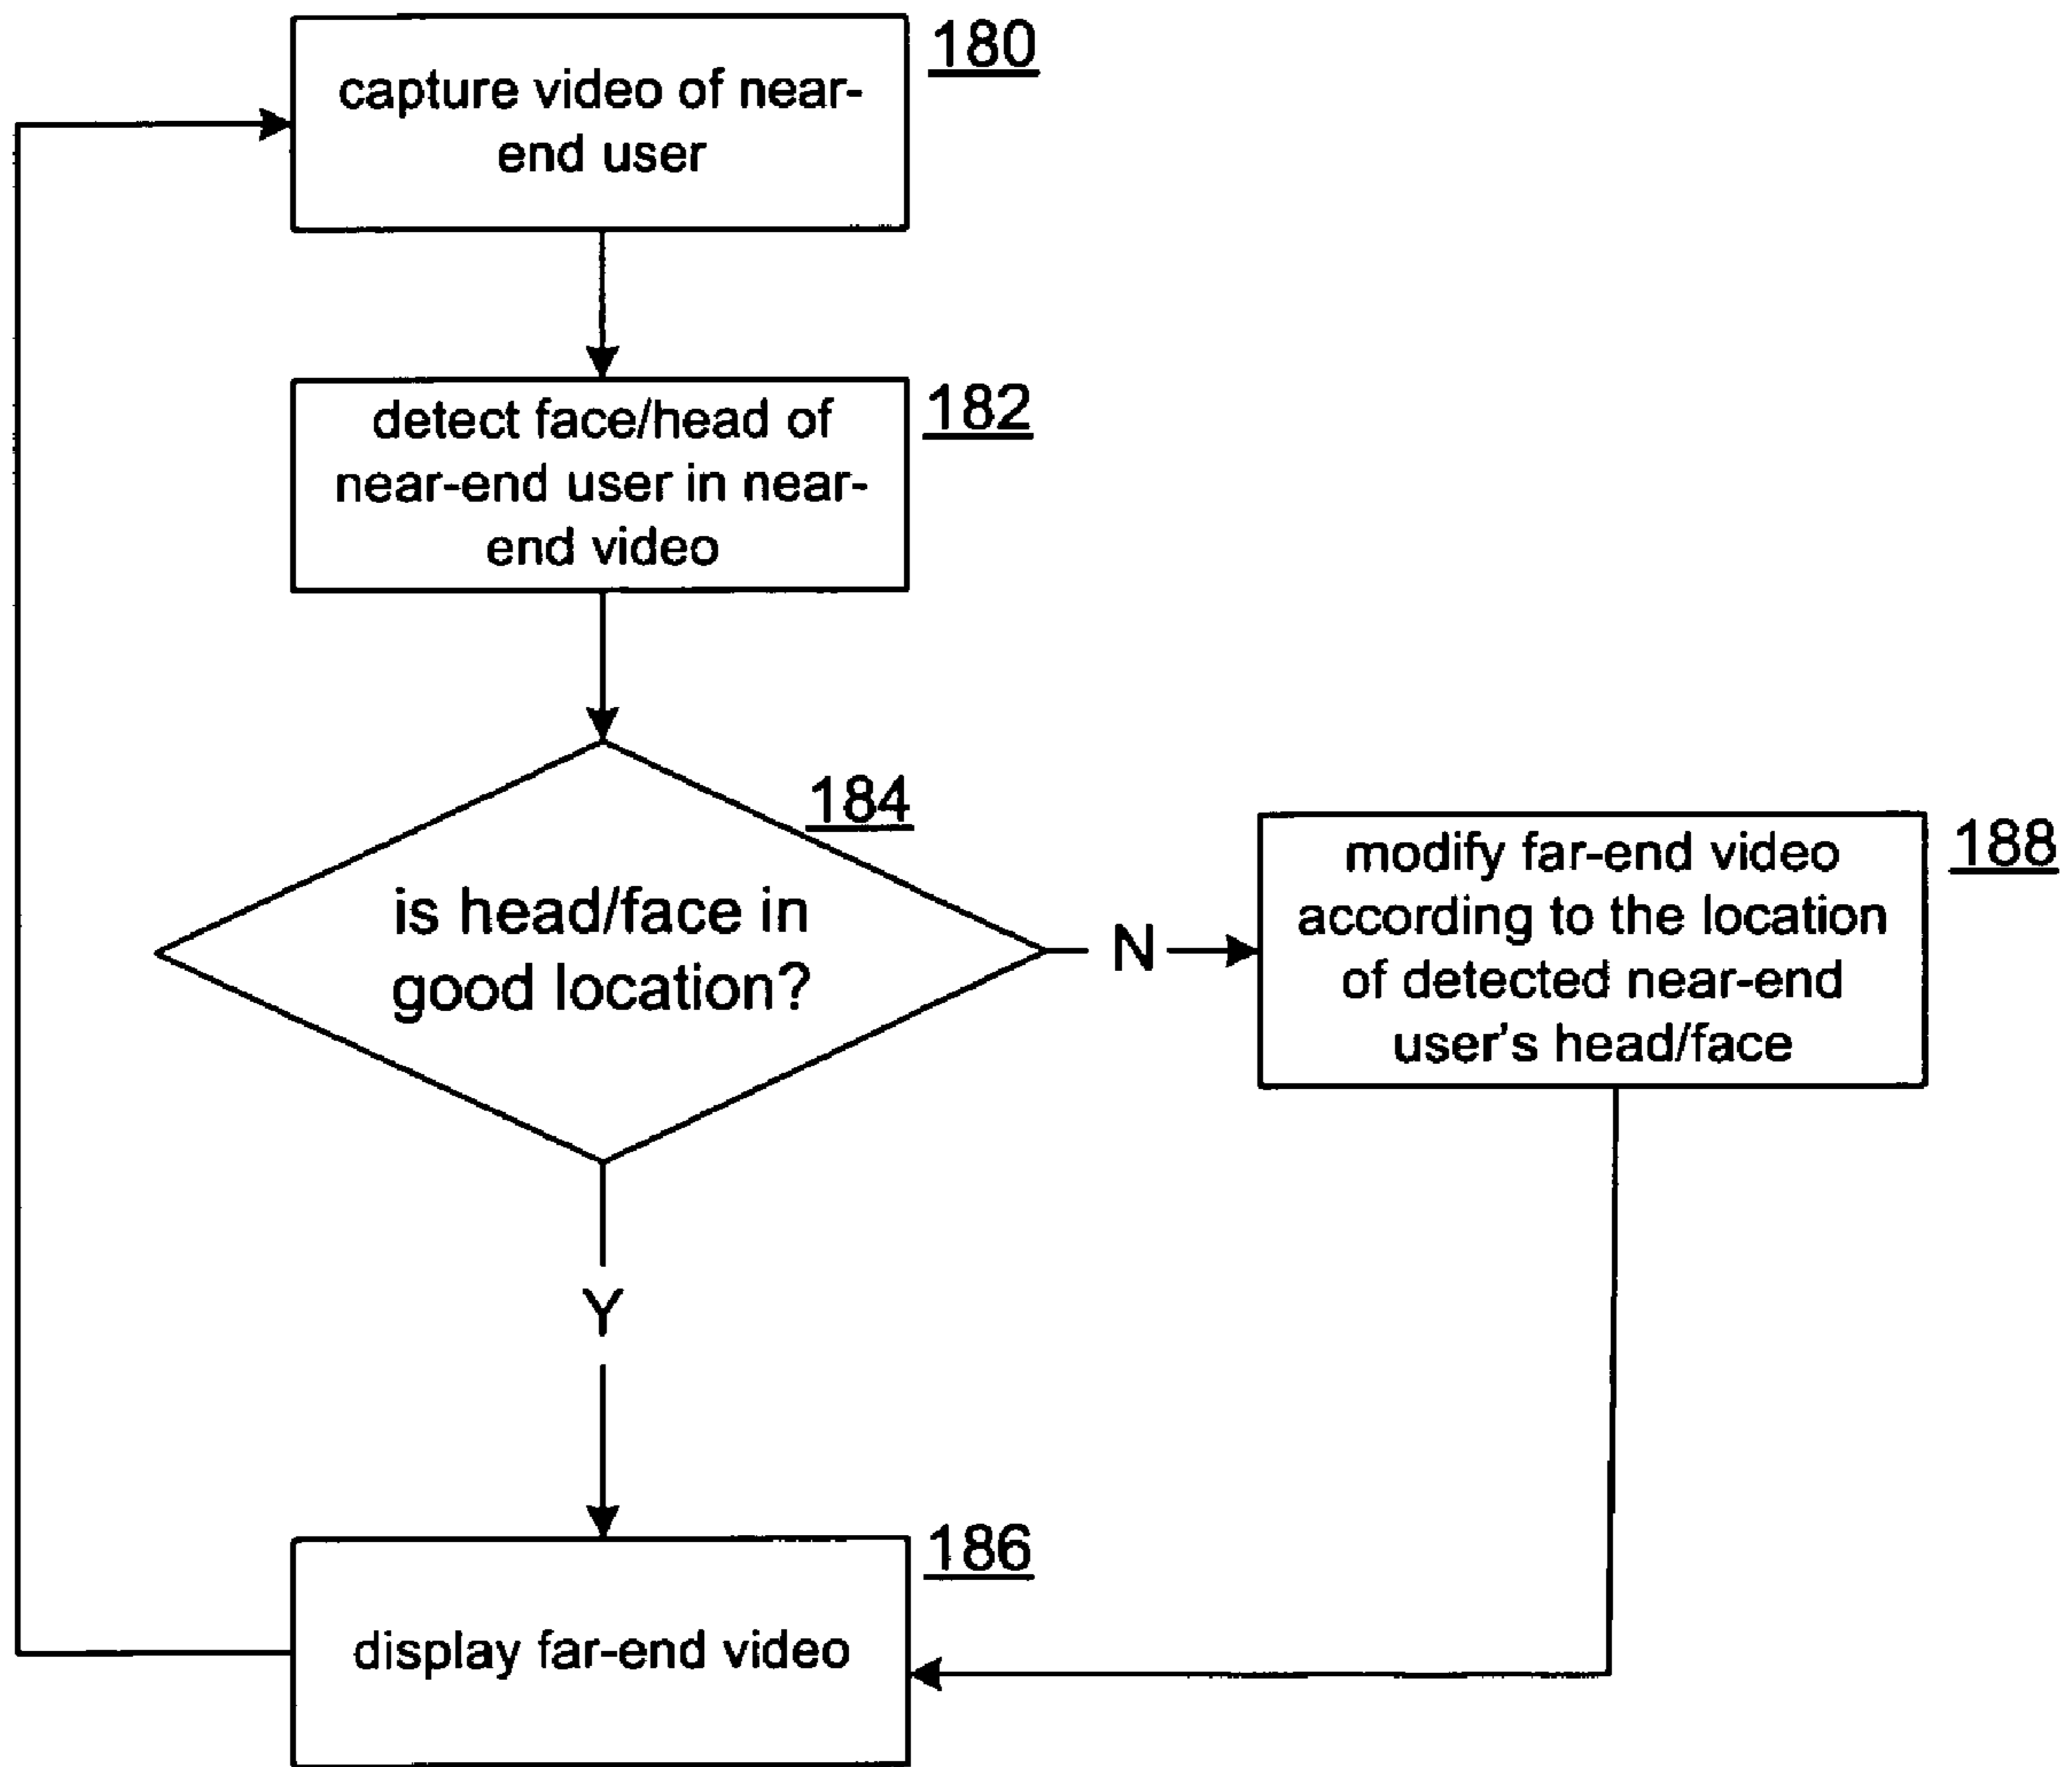 180
capture video of near-
end user
182
detect face/head of
near-end user in near-
end video
184
is head/face in
good location?
N
188
modify far-end video
according to the location
of detected near-end
user's head/face
Y
186
display far-end video